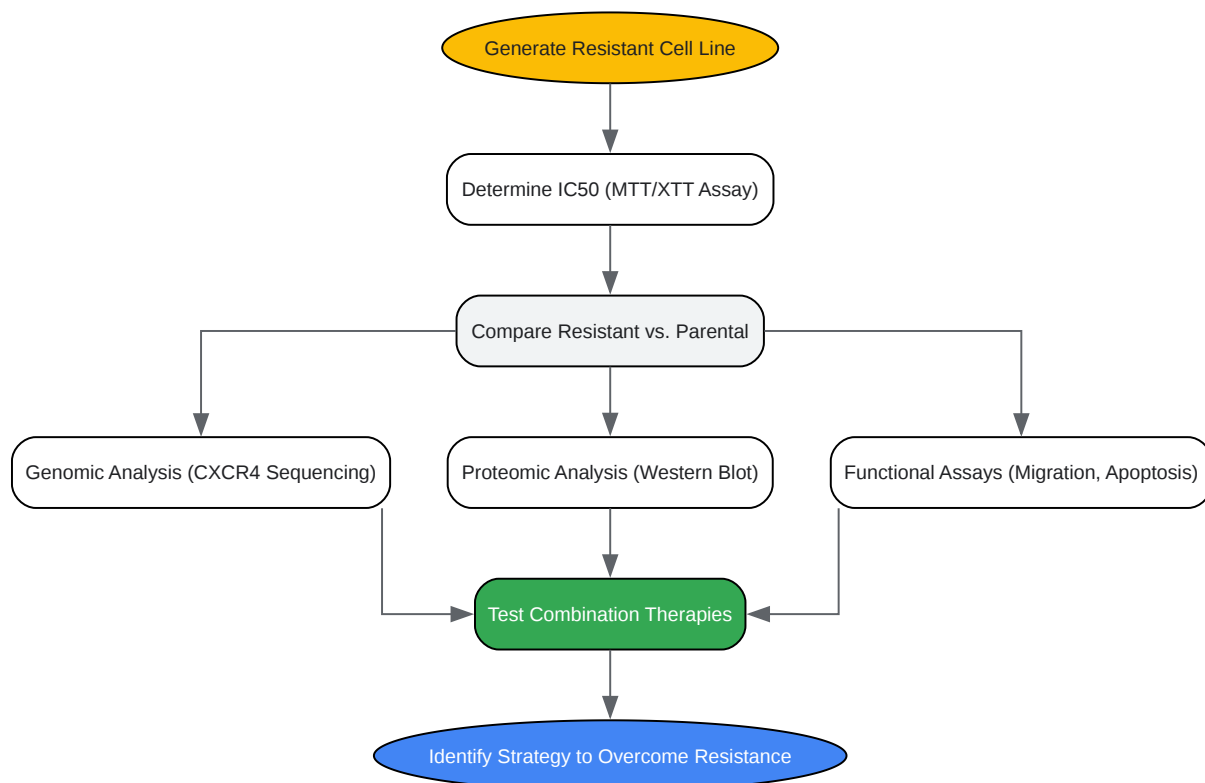 Generate Resistant Cell Line
Determine IC50 (MTT/XTT Assay)
Compare Resistant vs. Parental
Genomic Analysis (CXCR4 Sequencing)
Proteomic Analysis (Western Blot)
Functional Assays (Migration, Apoptosis)
Test Combination Therapies
Identify Strategy to Overcome Resistance